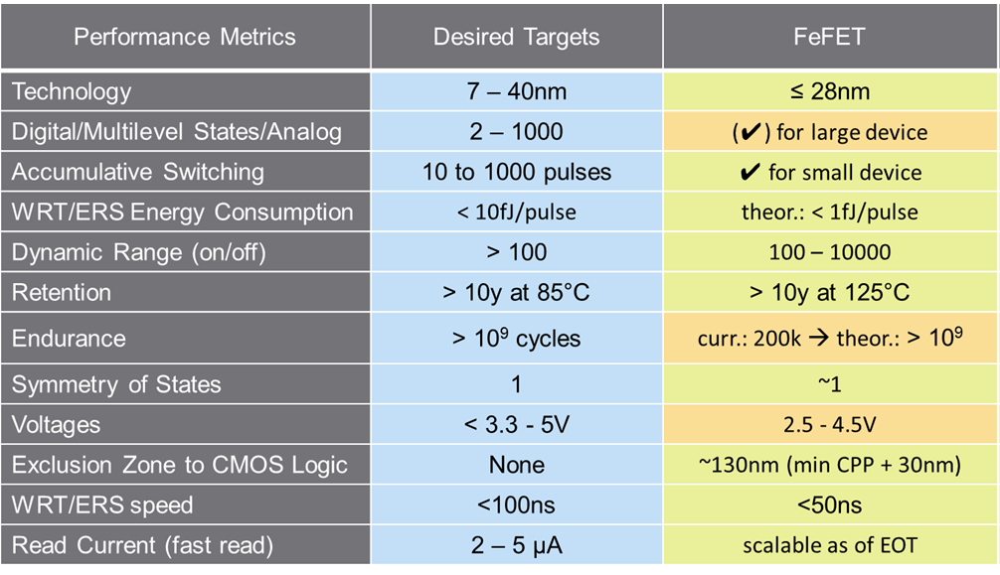 Performance Metrics Desired Targets FeFET
Technology 7 – 40nm ≤ 28nm
Digital/Multilevel States/Analog 2 – 1000 (✔) for large device
Accumulative Switching 10 to 1000 pulses ✔ for small device
WRT/ERS Energy Consumption < 10fJ/pulse theor.: < 1fJ/pulse
Dynamic Range (on/off) > 100 100 – 10000
Retention > 10y at 85°C > 10y at 125°C
Endurance > 10⁹ cycles curr.: 200k → theor.: > 10⁹
Symmetry of States 1 ~1
Voltages < 3.3 - 5V 2.5 - 4.5V
Exclusion Zone to CMOS Logic None ~130nm (min CPP + 30nm)
WRT/ERS speed <100ns <50ns
Read Current (fast read) 2 – 5 µA scalable as of EOT